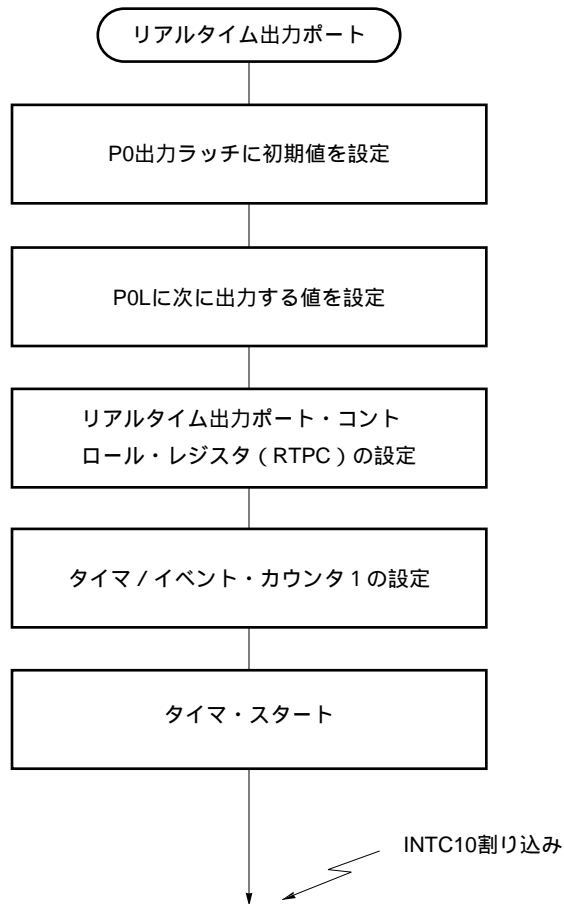 リアルタイム出力ポート
P0出力ラッチに初期値を設定
P0Lに次に出力する値を設定
リアルタイム出力ポート・コント
ロール・レジスタ（RTPC）の設定
タイマ／イベント・カウンタ１の設定
タイマ・スタート
INTC10割り込み